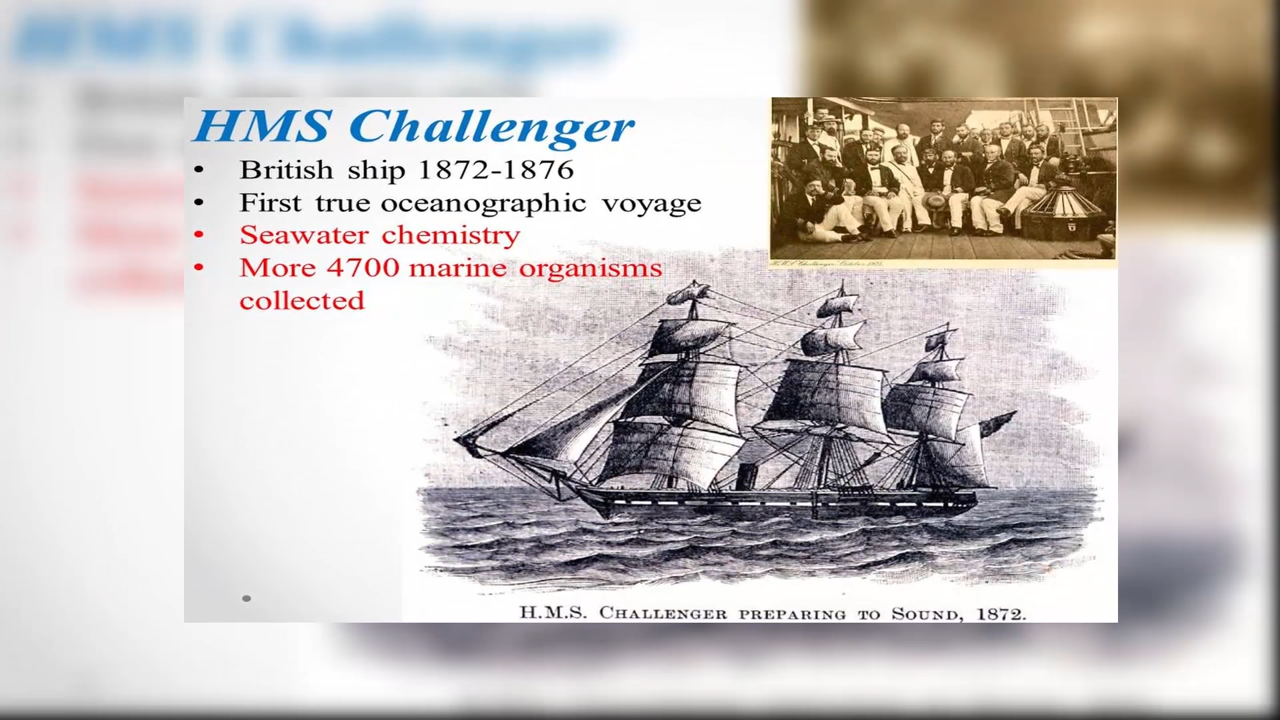 HMS Challenger
• British ship 1872-1876
• First true oceanographic voyage
• Seawater chemistry
• More 4700 marine organisms
collected
H.M.S. CHALLENGER PREPARING TO SOUND, 1872.